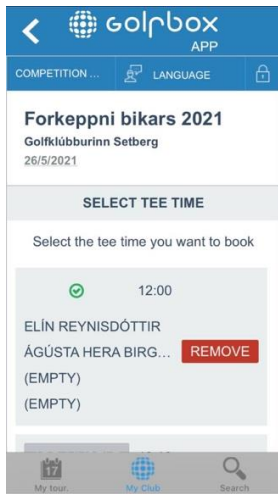 GolfBox
APP
COMPETITION ... LANGUAGE
Forkeppni bikars 2021
Golfklúbburinn Setberg
26/5/2021
SELECT TEE TIME
Select the tee time you want to book
12:00
ELÍN REYNISDÓTTIR
ÁGÚSTA HERA BIRG... REMOVE
(EMPTY)
(EMPTY)
17
My tour. My Club Search